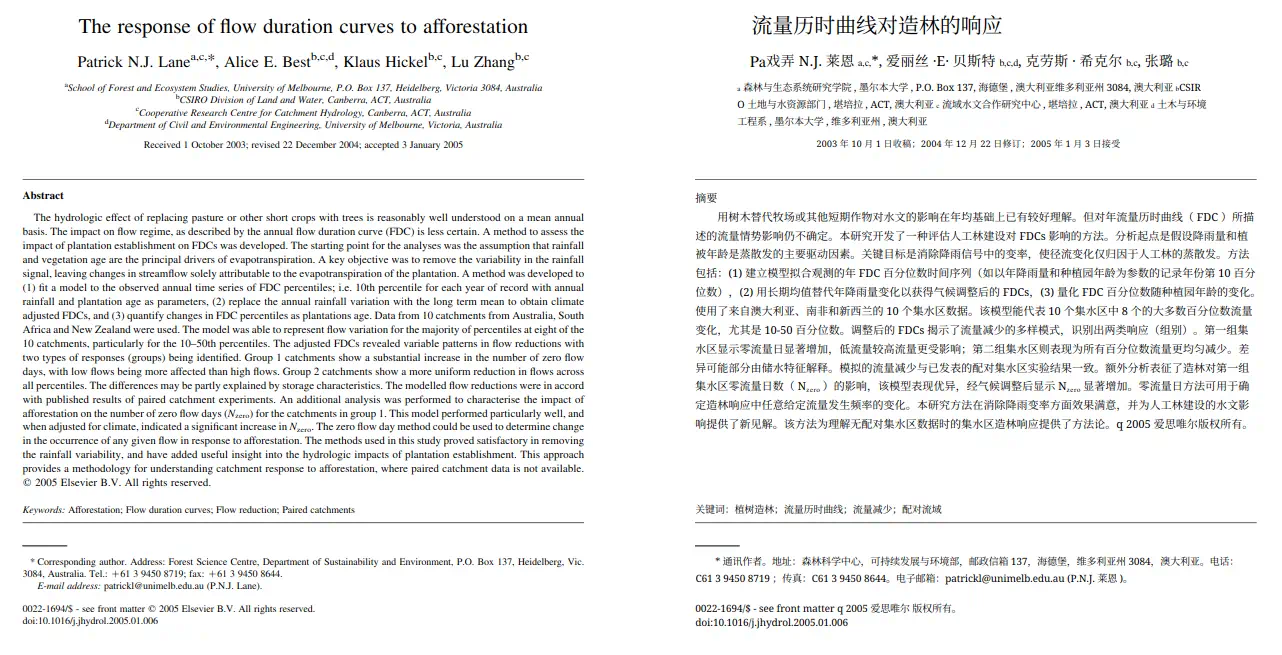 The response of flow duration curves to afforestation
Patrick N.J. Lane^a,c,*, Alice E. Best^b,c,d, Klaus Hickel^b,c, Lu Zhang^b,c
^aSchool of Forest and Ecosystem Studies, University of Melbourne, P.O. Box 137, Heidelberg, Victoria 3084, Australia
^bCSIRO Division of Land and Water, Canberra, ACT, Australia
^cCooperative Research Centre for Catchment Hydrology, Canberra, ACT, Australia
^dDepartment of Civil and Environmental Engineering, University of Melbourne, Victoria, Australia
Received 1 October 2003; revised 22 December 2004; accepted 3 January 2005
Abstract
The hydrologic effect of replacing pasture or other short crops with trees is reasonably well understood on a mean annual
basis. The impact on flow regime, as described by the annual flow duration curve (FDC) is less certain. A method to assess the
impact of plantation establishment on FDCs was developed. The starting point for the analyses was the assumption that rainfall
and vegetation age are the principal drivers of evapotranspiration. A key objective was to remove the variability in the rainfall
signal, leaving changes in streamflow solely attributable to the evapotranspiration of the plantation. A method was developed to
(1) fit a model to the observed annual time series of FDC percentiles; i.e. 10th percentile for each year of record with annual
rainfall and plantation age as parameters, (2) replace the annual rainfall variation with the long term mean to obtain climate
adjusted FDCs, and (3) quantify changes in FDC percentiles as plantations age. Data from 10 catchments from Australia, South
Africa and New Zealand were used. The model was able to represent flow variation for the majority of percentiles at eight of the
10 catchments, particularly for the 10–50th percentiles. The adjusted FDCs revealed variable patterns in flow reductions with
two types of responses (groups) being identified. Group 1 catchments show a substantial increase in the number of zero flow
days, with low flows being more affected than high flows. Group 2 catchments show a more uniform reduction in flows across
all percentiles. The differences may be partly explained by storage characteristics. The modelled flow reductions were in accord
with published results of paired catchment experiments. An additional analysis was performed to characterise the impact of
afforestation on the number of zero flow days (N_zero) for the catchments in group 1. This model performed particularly well, and
when adjusted for climate, indicated a significant increase in N_zero. The zero flow day method could be used to determine change
in the occurrence of any given flow in response to afforestation. The methods used in this study proved satisfactory in removing
the rainfall variability, and have added useful insight into the hydrologic impacts of plantation establishment. This approach
provides a methodology for understanding catchment response to afforestation, where paired catchment data is not available.
© 2005 Elsevier B.V. All rights reserved.
Keywords: Afforestation; Flow duration curves; Flow reduction; Paired catchments
* Corresponding author. Address: Forest Science Centre, Department of Sustainability and Environment, P.O. Box 137, Heidelberg, Vic.
3084, Australia. Tel.: +61 3 9450 8719; fax: +61 3 9450 8644.
E-mail address: patrickl@unimelb.edu.au (P.N.J. Lane).
0022-1694/$ - see front matter © 2005 Elsevier B.V. All rights reserved.
doi:10.1016/j.jhydrol.2005.01.006
流量历时曲线对造林的响应
Pa戏弄 N.J. 莱恩 a,c,*, 爱丽丝 ·E· 贝斯特 b,c,d, 克劳斯 · 希克尔 b,c, 张璐 b,c
a 森林与生态系统研究学院 , 墨尔本大学 , P.O. Box 137, 海德堡 , 澳大利亚维多利亚州 3084, 澳大利亚 bCSIR
O 土地与水资源部门 , 堪培拉 , ACT, 澳大利亚 c 流域水文合作研究中心 , 堪培拉 , ACT, 澳大利亚 d 土木与环境
工程系 , 墨尔本大学 , 维多利亚州 , 澳大利亚
2003 年 10 月 1 日收稿；2004 年 12 月 22 日修订；2005 年 1 月 3 日接受
摘要
用树木替代牧场或其他短期作物对水文的影响在年均基础上已有较好理解。但对年流量历时曲线（ FDC ）所描
述的流量情势影响仍不确定。本研究开发了一种评估人工林建设对 FDCs 影响的方法。分析起点是假设降雨量和植
被年龄是蒸散发的主要驱动因素。关键目标是消除降雨信号中的变率，使径流变化仅归因于人工林的蒸散发。方法
包括：(1) 建立模型拟合观测的年 FDC 百分位数时间序列（如以年降雨量和种植园年龄为参数的记录年份第 10 百分
位数），(2) 用长期均值替代年降雨量变化以获得气候调整后的 FDCs，(3) 量化 FDC 百分位数随种植园年龄的变化。
使用了来自澳大利亚、南非和新西兰的 10 个集水区数据。该模型能代表 10 个集水区中 8 个的大多数百分位数流量
变化，尤其是 10-50 百分位数。调整后的 FDCs 揭示了流量减少的多样模式，识别出两类响应（组别）。第一组集
水区显示零流量日显著增加，低流量较高流量更受影响；第二组集水区则表现为所有百分位数流量更均匀减少。差
异可能部分由储水特征解释。模拟的流量减少与已发表的配对集水区实验结果一致。额外分析表征了造林对第一组
集水区零流量日数（ N_zero ）的影响，该模型表现优异，经气候调整后显示 N_zero 显著增加。零流量日方法可用于确
定造林响应中任意给定流量发生频率的变化。本研究方法在消除降雨变率方面效果满意，并为人工林建设的水文影
响提供了新见解。该方法为理解无配对集水区数据时的集水区造林响应提供了方法论。q 2005 爱思唯尔版权所有。
关键词：植树造林；流量历时曲线；流量减少；配对流域
* 通讯作者。地址：森林科学中心，可持续发展与环境部，邮政信箱 137，海德堡，维多利亚州 3084，澳大利亚。电话：
C61 3 9450 8719 ；传真：C61 3 9450 8644。电子邮箱：patrickl@unimelb.edu.au (P.N.J. 莱恩 )。
0022-1694/$ - see front matter q 2005 爱思唯尔 版权所有。
doi:10.1016/j.jhydrol.2005.01.006